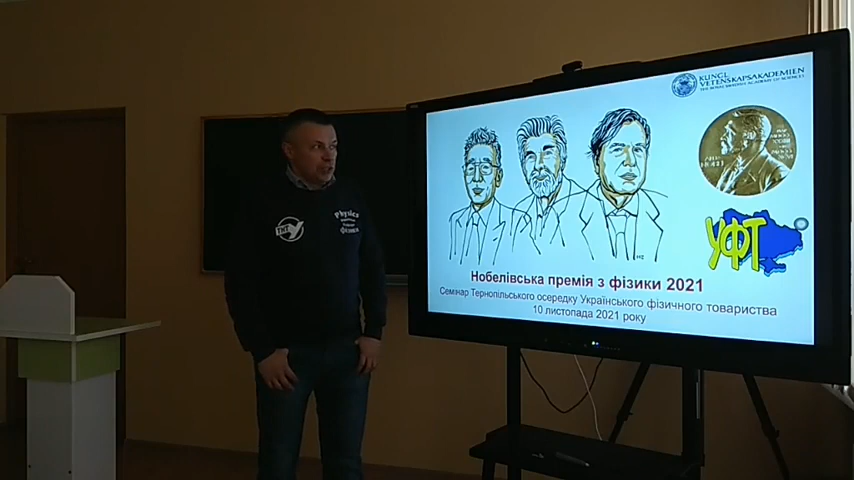 KUNGL.
VETENSKAPSAKADEMIEN
THE ROYAL SWEDISH ACADEMY OF SCIENCES
УФТ
Нобелівська премія з фізики 2021
Семінар Тернопільського осередку Українського фізичного товариства
10 листопада 2021 року
Physics
фізики